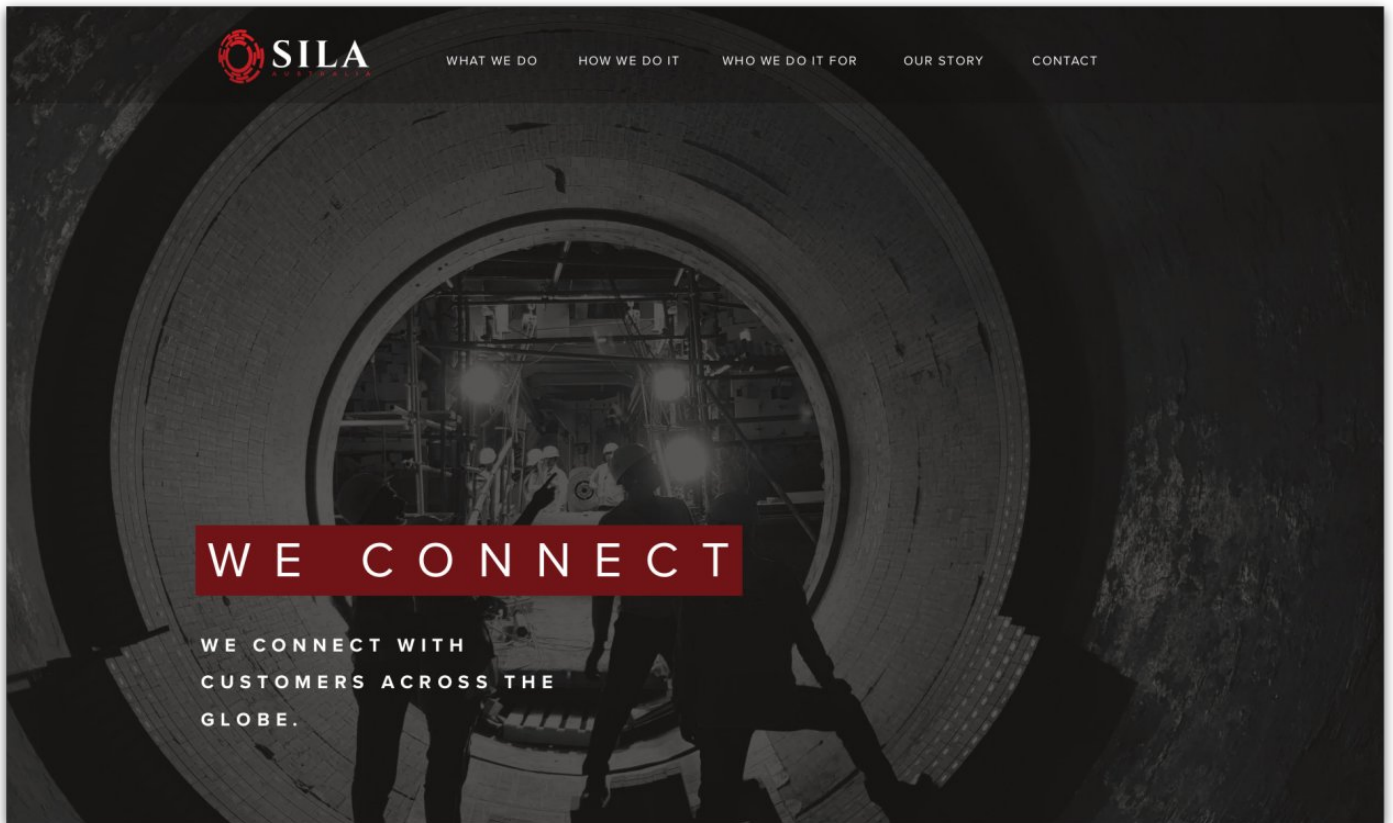 SILA
AUSTRALIA
WHAT WE DO HOW WE DO IT WHO WE DO IT FOR OUR STORY CONTACT
WE CONNECT
WE CONNECT WITH
CUSTOMERS ACROSS THE
GLOBE.